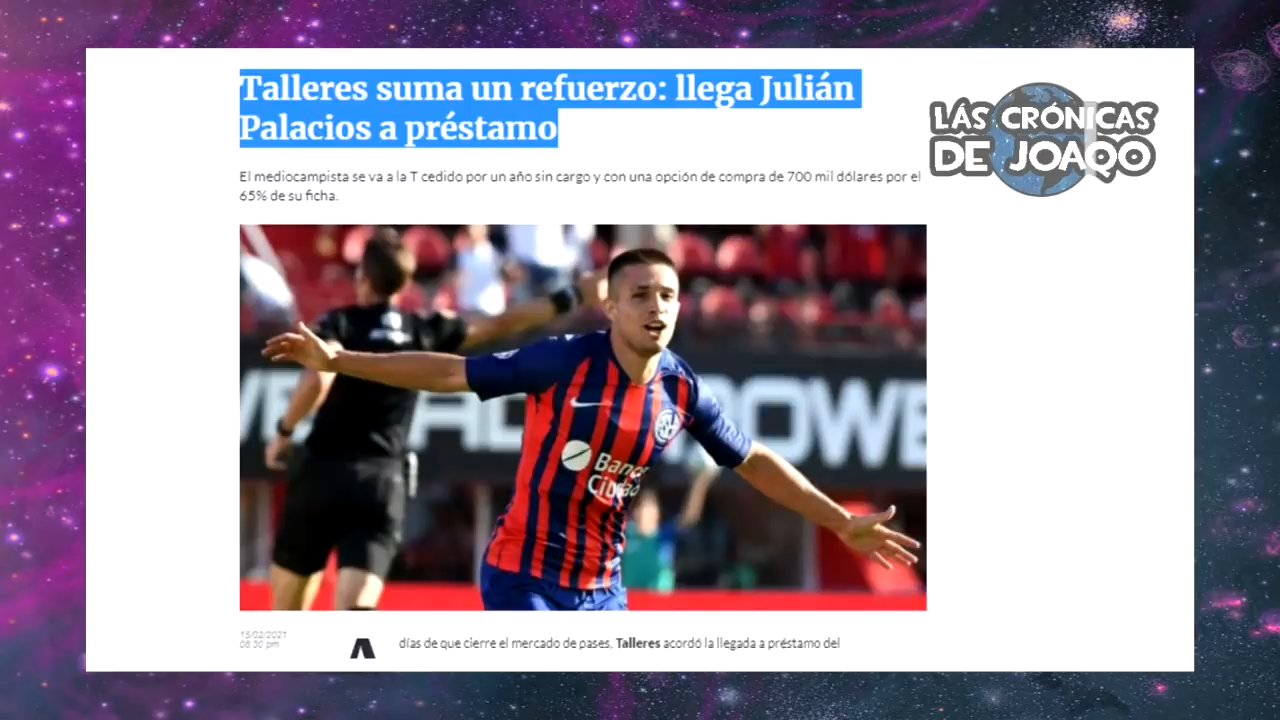 Talleres suma un refuerzo: llega Julián
Palacios a préstamo
LÁS CRÓNICAS
DE JOAQO
El mediocampista se va a la T cedido por un año sin cargo y con una opción de compra de 700 mil dólares por el
65% de su ficha.
POWE
Banco
Ciudad
15/02/2021
08:30 pm
A días de que cierre el mercado de pases, Talleres acordó la llegada a préstamo del